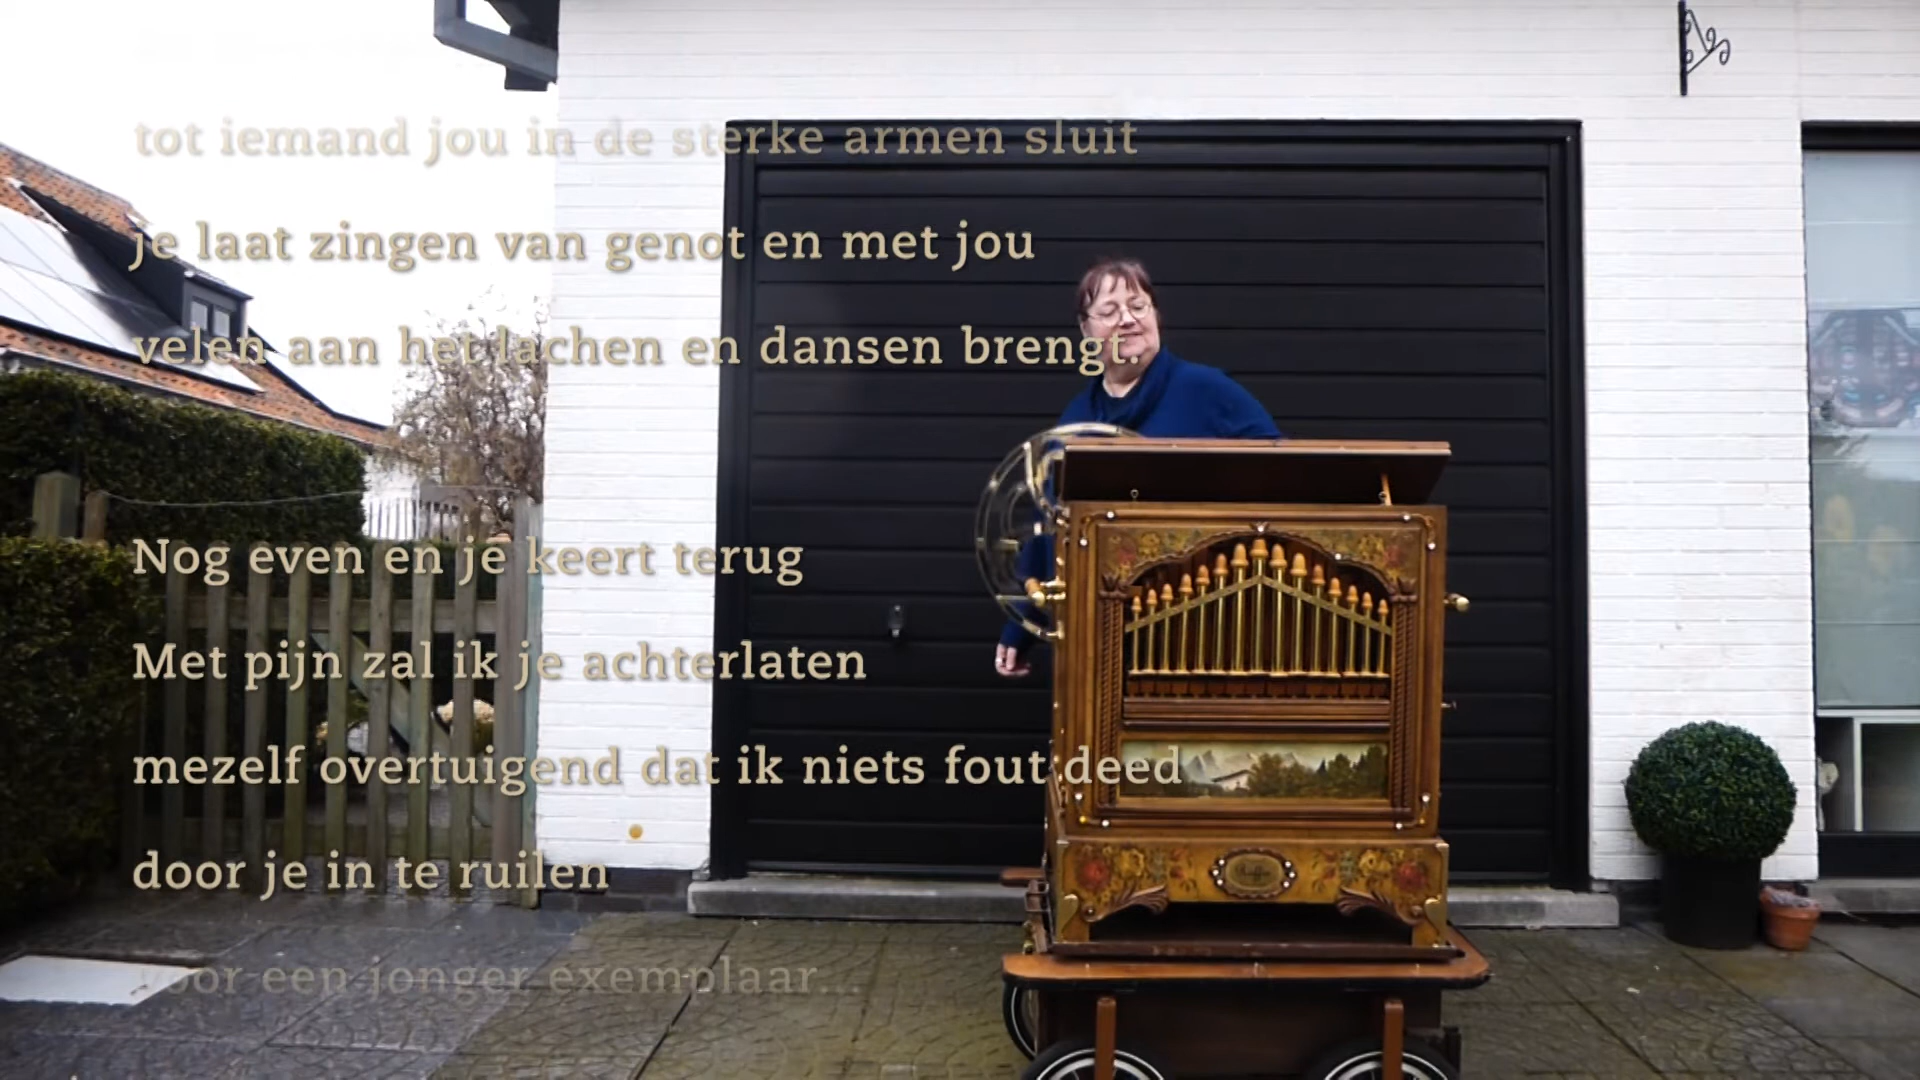 tot iemand jou in de sterke armen sluit
je laat zingen van genot en met jou
velen aan het lachen en dansen brengt.
Nog even en je keert terug
Met pijn zal ik je achterlaten
mezelf overtuigend dat ik niets fout deed
door je in te ruilen
voor een jonger exemplaar...